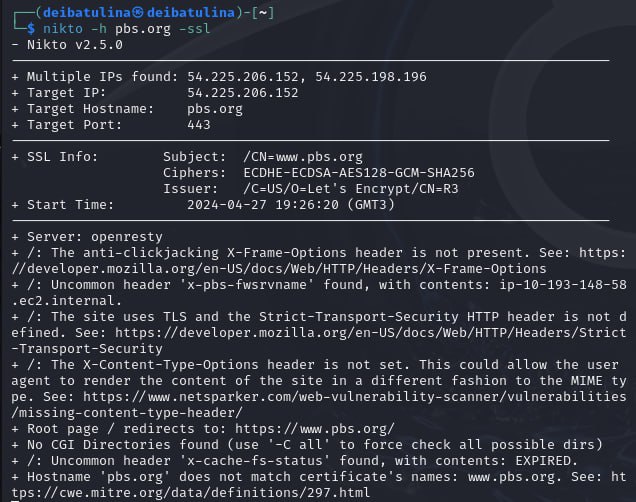 ┌──(deibatulina㉿deibatulina)-[~]
└─$ nikto -h pbs.org -ssl
- Nikto v2.5.0
+ Multiple IPs found: 54.225.206.152, 54.225.198.196
+ Target IP: 54.225.206.152
+ Target Hostname: pbs.org
+ Target Port: 443
+ SSL Info: Subject: /CN=www.pbs.org
Ciphers: ECDHE-ECDSA-AES128-GCM-SHA256
Issuer: /C=US/O=Let's Encrypt/CN=R3
+ Start Time: 2024-04-27 19:26:20 (GMT3)
+ Server: openresty
+ /: The anti-clickjacking X-Frame-Options header is not present. See: https:
//developer.mozilla.org/en-US/docs/Web/HTTP/Headers/X-Frame-Options
+ /: Uncommon header 'x-pbs-fwsrvname' found, with contents: ip-10-193-148-58
.ec2.internal.
+ /: The site uses TLS and the Strict-Transport-Security HTTP header is not d
efined. See: https://developer.mozilla.org/en-US/docs/Web/HTTP/Headers/Strict
-Transport-Security
+ /: The X-Content-Type-Options header is not set. This could allow the user
agent to render the content of the site in a different fashion to the MIME ty
pe. See: https://www.netsparker.com/web-vulnerability-scanner/vulnerabilities
/missing-content-type-header/
+ Root page / redirects to: https://www.pbs.org/
+ No CGI Directories found (use '-C all' to force check all possible dirs)
+ /: Uncommon header 'x-cache-fs-status' found, with contents: EXPIRED.
+ Hostname 'pbs.org' does not match certificate's names: www.pbs.org. See: ht
tps://cwe.mitre.org/data/definitions/297.html